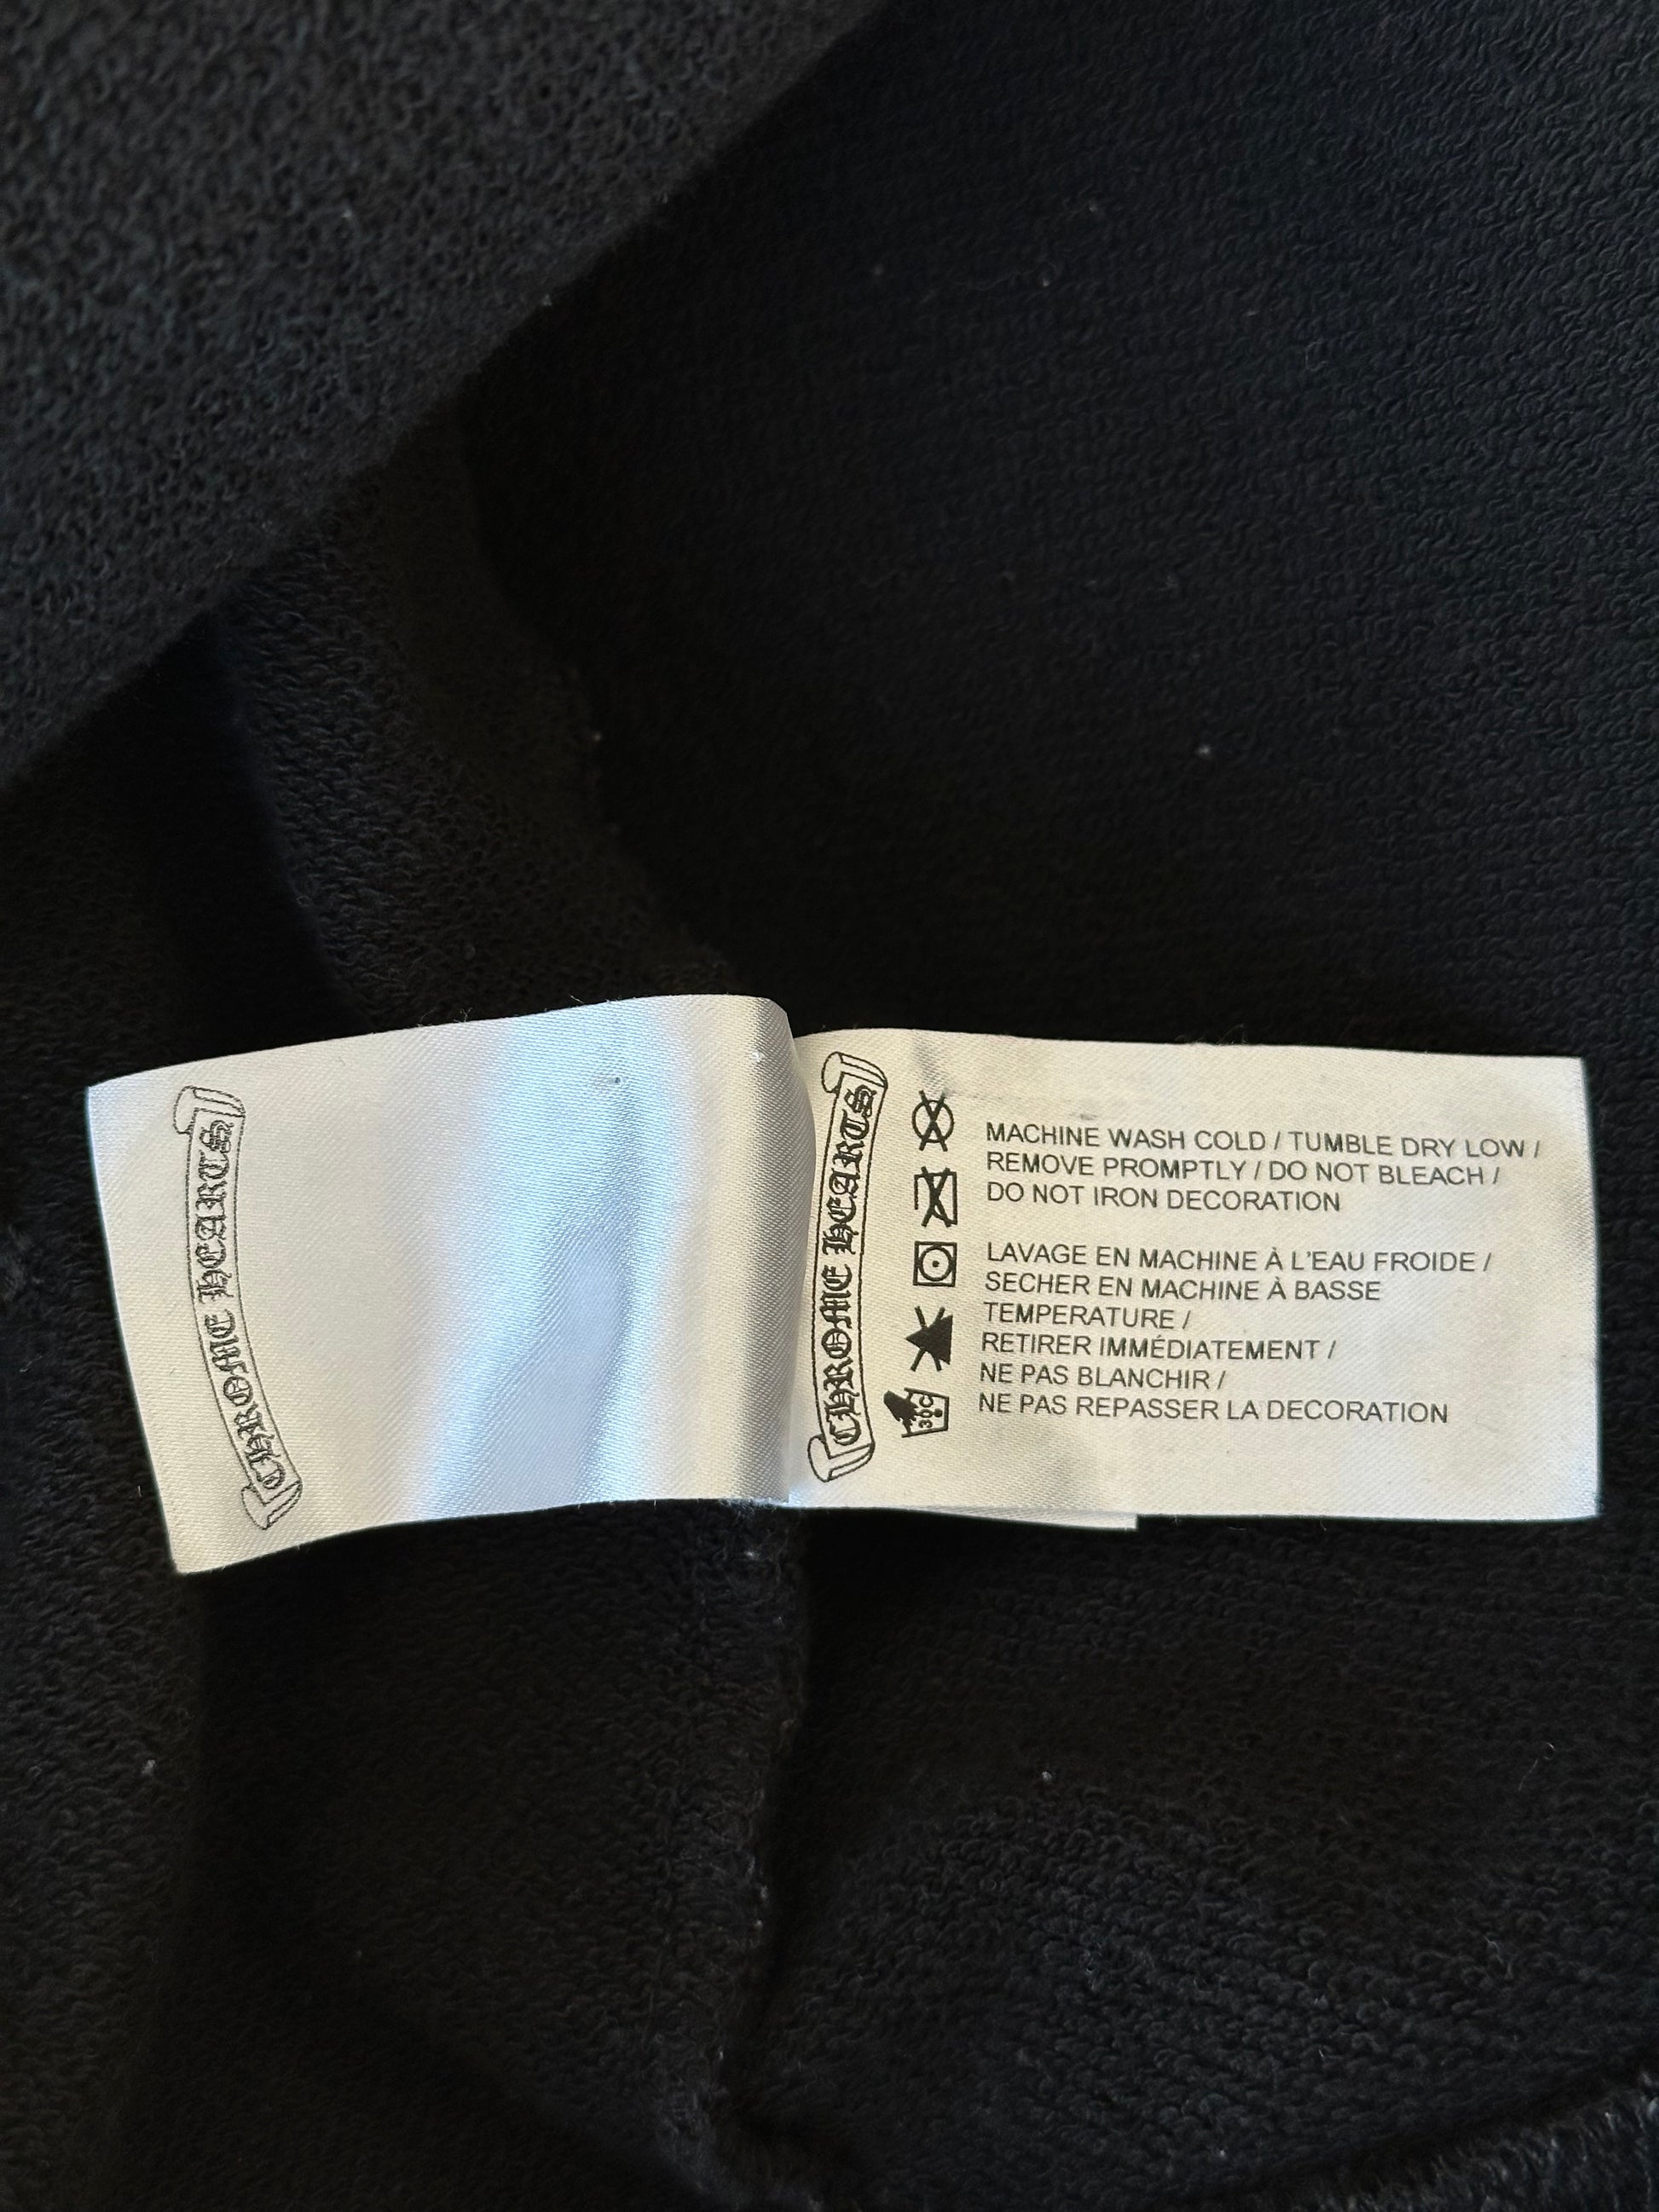 CHROME HEARTS
CHROME HEARTS
MACHINE WASH COLD / TUMBLE DRY LOW /
REMOVE PROMPTLY / DO NOT BLEACH /
DO NOT IRON DECORATION
LAVAGE EN MACHINE À L'EAU FROIDE /
SECHER EN MACHINE À BASSE
TEMPERATURE /
RETIRER IMMÉDIATEMENT /
NE PAS BLANCHIR /
NE PAS REPASSER LA DECORATION
A
30C